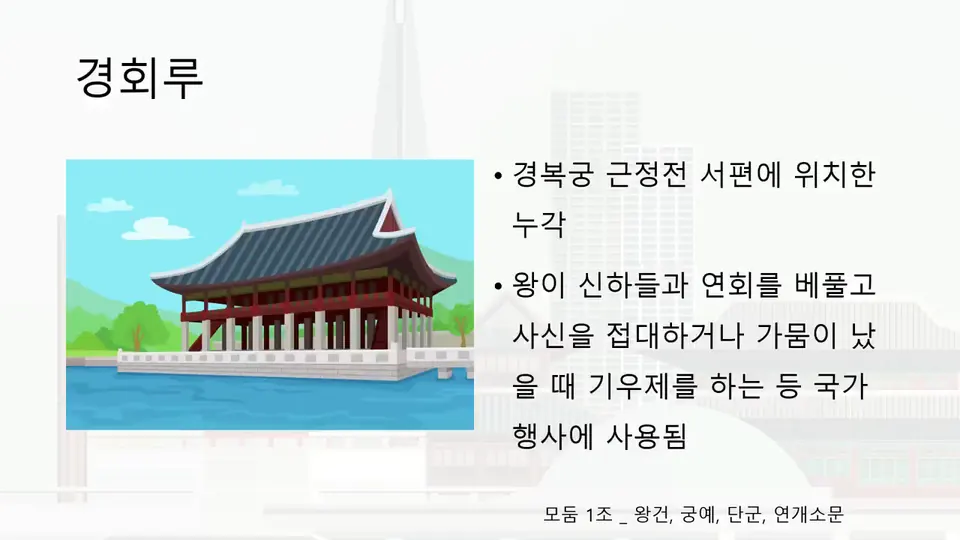 경회루
• 경복궁 근정전 서편에 위치한
누각
• 왕이 신하들과 연회를 베풀고
사신을 접대하거나 가뭄이 났
을 때 기우제를 하는 등 국가
행사에 사용됨
모둠 1조 _ 왕건, 궁예, 단군, 연개소문